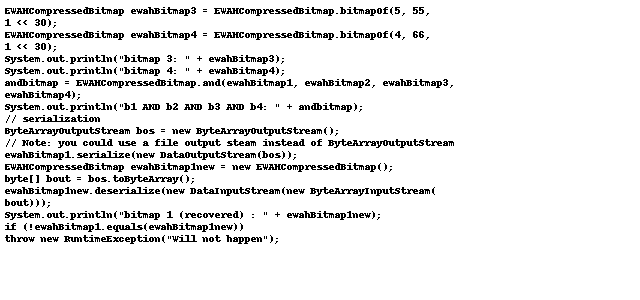 EWAHCompressedBitmap ewahBitmap3 = EWAHCompressedBitmap.bitmapOf(5, 55,
1 << 30);
EWAHCompressedBitmap ewahBitmap4 = EWAHCompressedBitmap.bitmapOf(4, 66,
1 << 30);
System.out.println("bitmap 3: " + ewahBitmap3);
System.out.println("bitmap 4: " + ewahBitmap4);
andbitmap = EWAHCompressedBitmap.and(ewahBitmap1, ewahBitmap2, ewahBitmap3,
ewahBitmap4);
System.out.println("b1 AND b2 AND b3 AND b4: " + andbitmap);
// serialization
ByteArrayOutputStream bos = new ByteArrayOutputStream();
// Note: you could use a file output steam instead of ByteArrayOutputStream
ewahBitmap1.serialize(new DataOutputStream(bos));
EWAHCompressedBitmap ewahBitmap1new = new EWAHCompressedBitmap();
byte[] bout = bos.toByteArray();
ewahBitmap1new.deserialize(new DataInputStream(new ByteArrayInputStream(
bout)));
System.out.println("bitmap 1 (recovered) : " + ewahBitmap1new);
if (!ewahBitmap1.equals(ewahBitmap1new))
throw new RuntimeException("Will not happen");